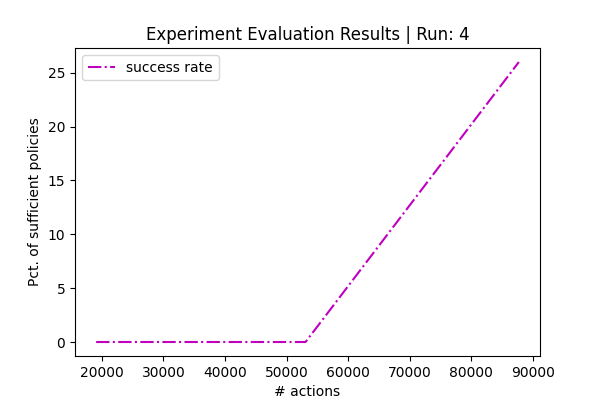 Experiment Evaluation Results | Run: 4
success rate
Pct. of sufficient policies
25
20
15
10
5
0
20000 30000 40000 50000 60000 70000 80000 90000
# actions